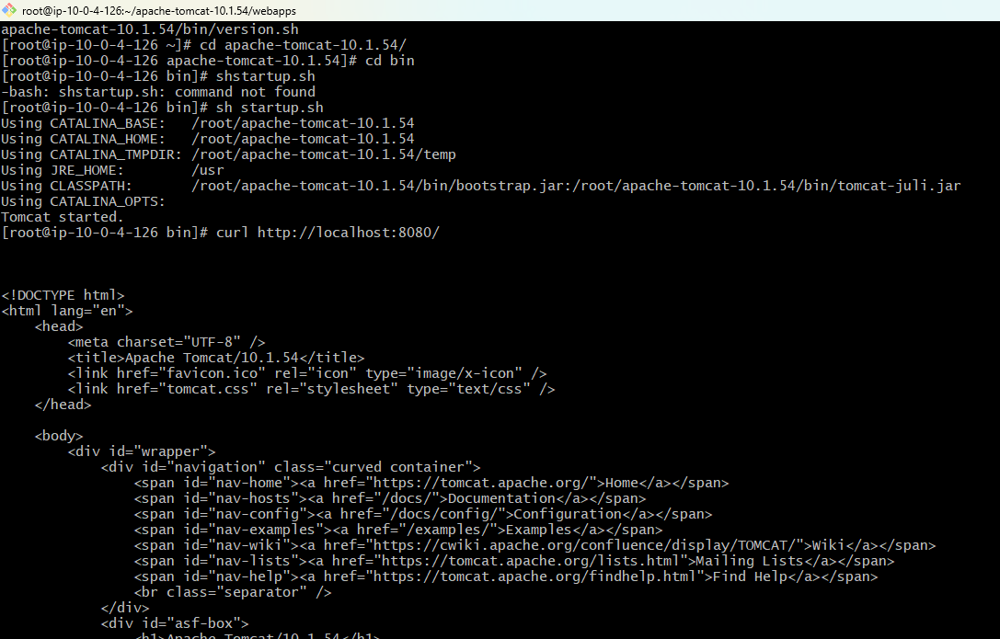 root@ip-10-0-4-126:~/apache-tomcat-10.1.54/webapps
apache-tomcat-10.1.54/bin/version.sh
[root@ip-10-0-4-126 ~]# cd apache-tomcat-10.1.54/
[root@ip-10-0-4-126 apache-tomcat-10.1.54]# cd bin
[root@ip-10-0-4-126 bin]# shstartup.sh
-bash: shstartup.sh: command not found
[root@ip-10-0-4-126 bin]# sh startup.sh
Using CATALINA_BASE:   /root/apache-tomcat-10.1.54
Using CATALINA_HOME:   /root/apache-tomcat-10.1.54
Using CATALINA_TMPDIR: /root/apache-tomcat-10.1.54/temp
Using JRE_HOME:        /usr
Using CLASSPATH:       /root/apache-tomcat-10.1.54/bin/bootstrap.jar:/root/apache-tomcat-10.1.54/bin/tomcat-juli.jar
Using CATALINA_OPTS:
Tomcat started.
[root@ip-10-0-4-126 bin]# curl http://localhost:8080/
<!DOCTYPE html>
<html lang="en">
    <head>
        <meta charset="UTF-8" />
        <title>Apache Tomcat/10.1.54</title>
        <link href="favicon.ico" rel="icon" type="image/x-icon" />
        <link href="tomcat.css" rel="stylesheet" type="text/css" />
    </head>
    <body>
        <div id="wrapper">
            <div id="navigation" class="curved container">
                <span id="nav-home"><a href="https://tomcat.apache.org/">Home</a></span>
                <span id="nav-hosts"><a href="/docs/">Documentation</a></span>
                <span id="nav-config"><a href="/docs/config/">Configuration</a></span>
                <span id="nav-examples"><a href="/examples/">Examples</a></span>
                <span id="nav-wiki"><a href="https://cwiki.apache.org/confluence/display/TOMCAT/">Wiki</a></span>
                <span id="nav-lists"><a href="https://tomcat.apache.org/lists.html">Mailing Lists</a></span>
                <span id="nav-help"><a href="https://tomcat.apache.org/findhelp.html">Find Help</a></span>
                <br class="separator" />
            </div>
            <div id="asf-box">
                <h1>Apache Tomcat/10.1.54</h1>